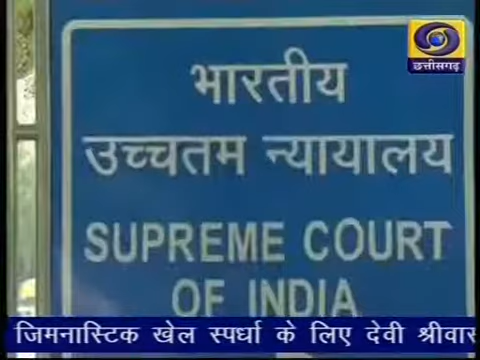 छत्तीसगढ़
भारतीय
उच्चतम न्यायालय
SUPREME COURT
OF INDIA
जिमनास्टिक खेल स्पर्धा के लिए देवी श्रीवास